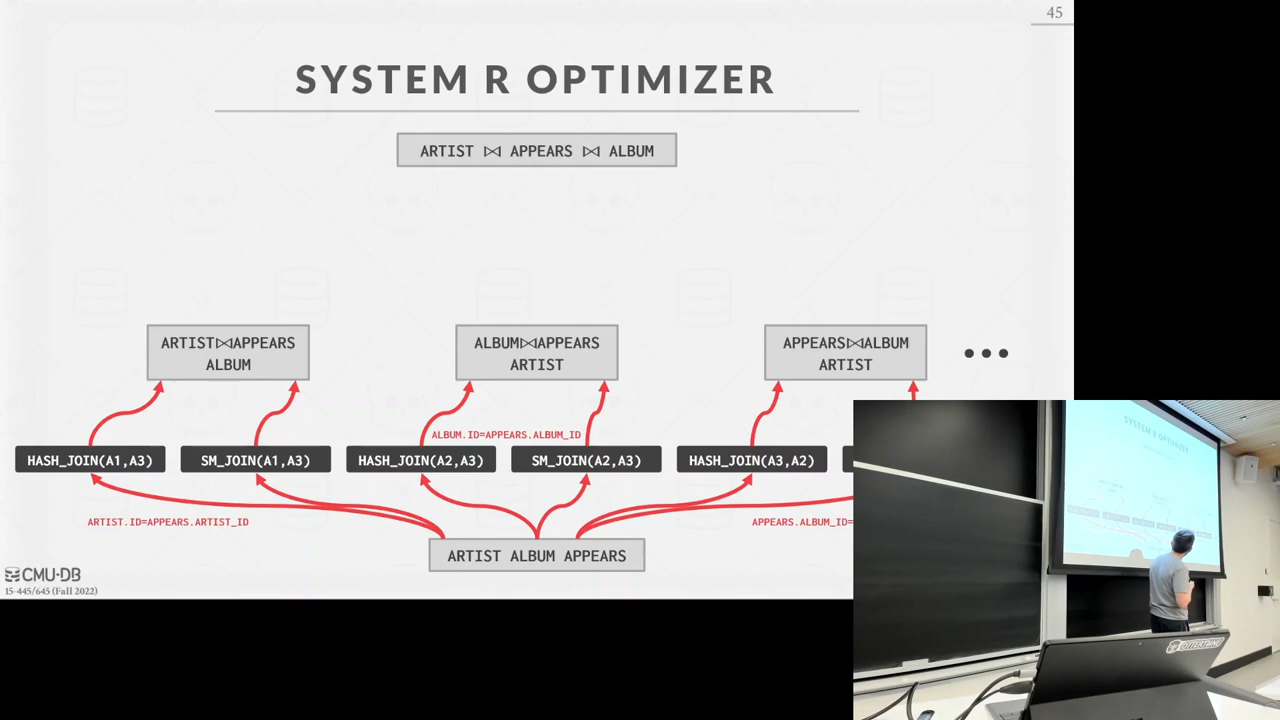 45
SYSTEM R OPTIMIZER
ARTIST ⋈ APPEARS ⋈ ALBUM
ARTIST⋈APPEARS
ALBUM
ALBUM⋈APPEARS
ARTIST
APPEARS⋈ALBUM
ARTIST
•••
ALBUM.ID=APPEARS.ALBUM_ID
HASH_JOIN(A1,A3)
SM_JOIN(A1,A3)
HASH_JOIN(A2,A3)
SM_JOIN(A2,A3)
HASH_JOIN(A3,A2)
ARTIST.ID=APPEARS.ARTIST_ID
APPEARS.ALBUM_ID=
ARTIST ALBUM APPEARS
CMU·DB
15-445/645 (Fall 2022)
SYSTEM R OPTIMIZER